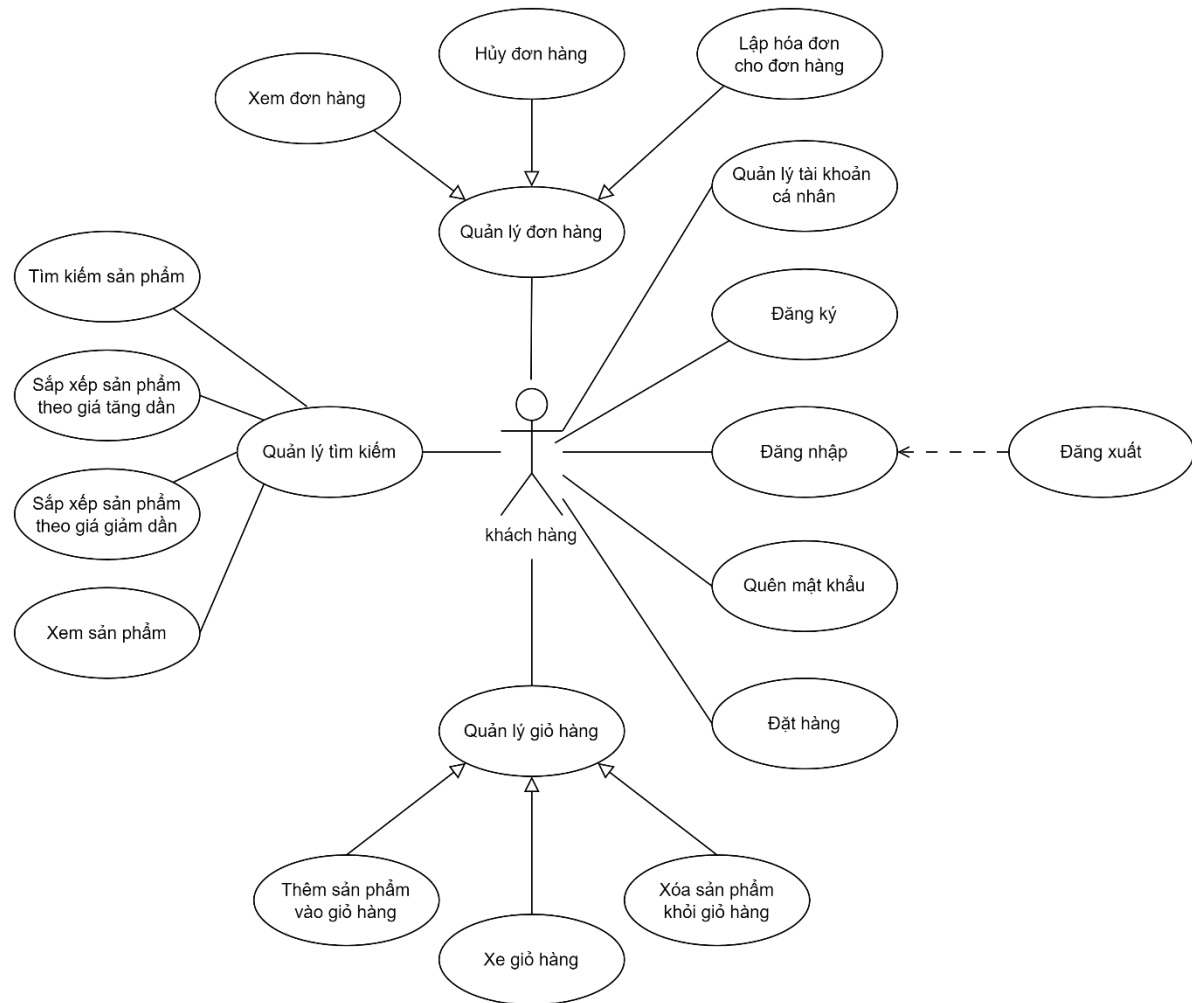 Hủy đơn hàng
Lập hóa đơn
cho đơn hàng
Xem đơn hàng
Quản lý tài khoản
cá nhân
Quản lý đơn hàng
Tìm kiếm sản phẩm
Đăng ký
Sắp xếp sản phẩm
theo giá tăng dần
Quản lý tìm kiếm
Đăng nhập
Đăng xuất
Sắp xếp sản phẩm
theo giá giảm dần
khách hàng
Quên mật khẩu
Xem sản phẩm
Quản lý giỏ hàng
Đặt hàng
Thêm sản phẩm
vào giỏ hàng
Xóa sản phẩm
khỏi giỏ hàng
Xe giỏ hàng